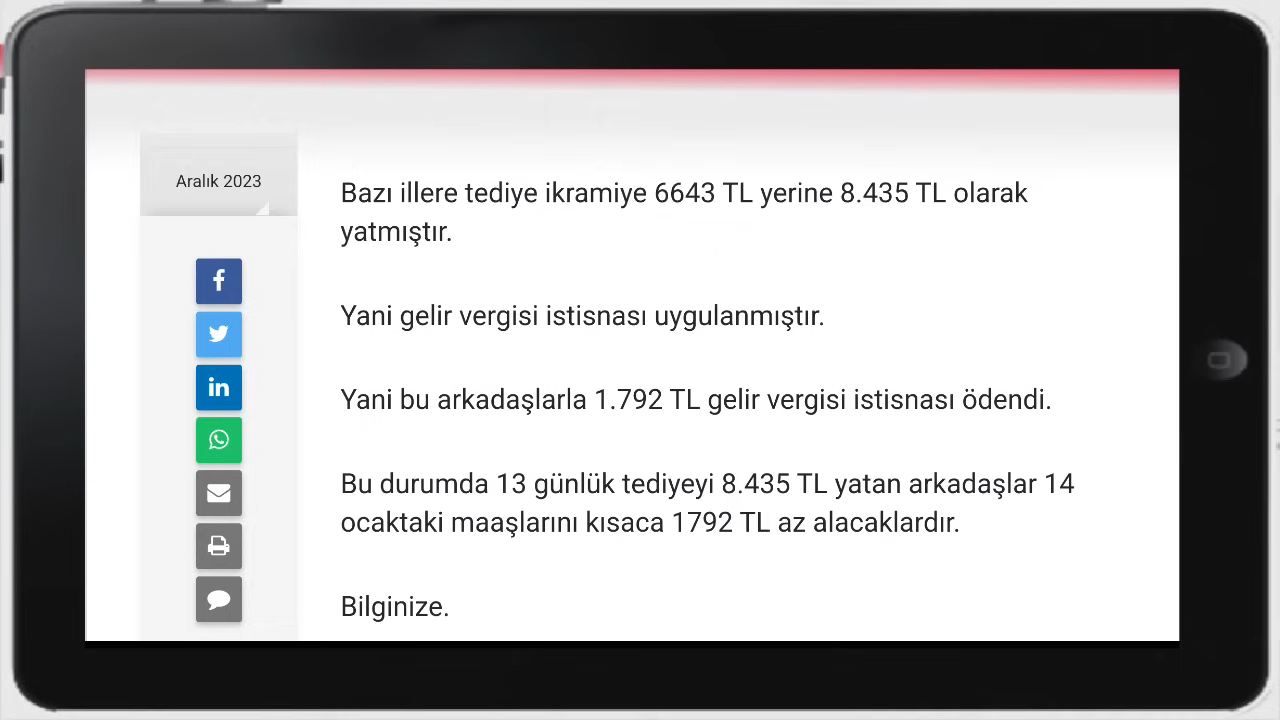 Aralık 2023
Bazı illere tediye ikramiye 6643 TL yerine 8.435 TL olarak
yatmıştır.
Yani gelir vergisi istisnası uygulanmıştır.
Yani bu arkadaşlarla 1.792 TL gelir vergisi istisnası ödendi.
Bu durumda 13 günlük tediyeyi 8.435 TL yatan arkadaşlar 14
ocaktaki maaşlarını kısaca 1792 TL az alacaklardır.
Bilginize.